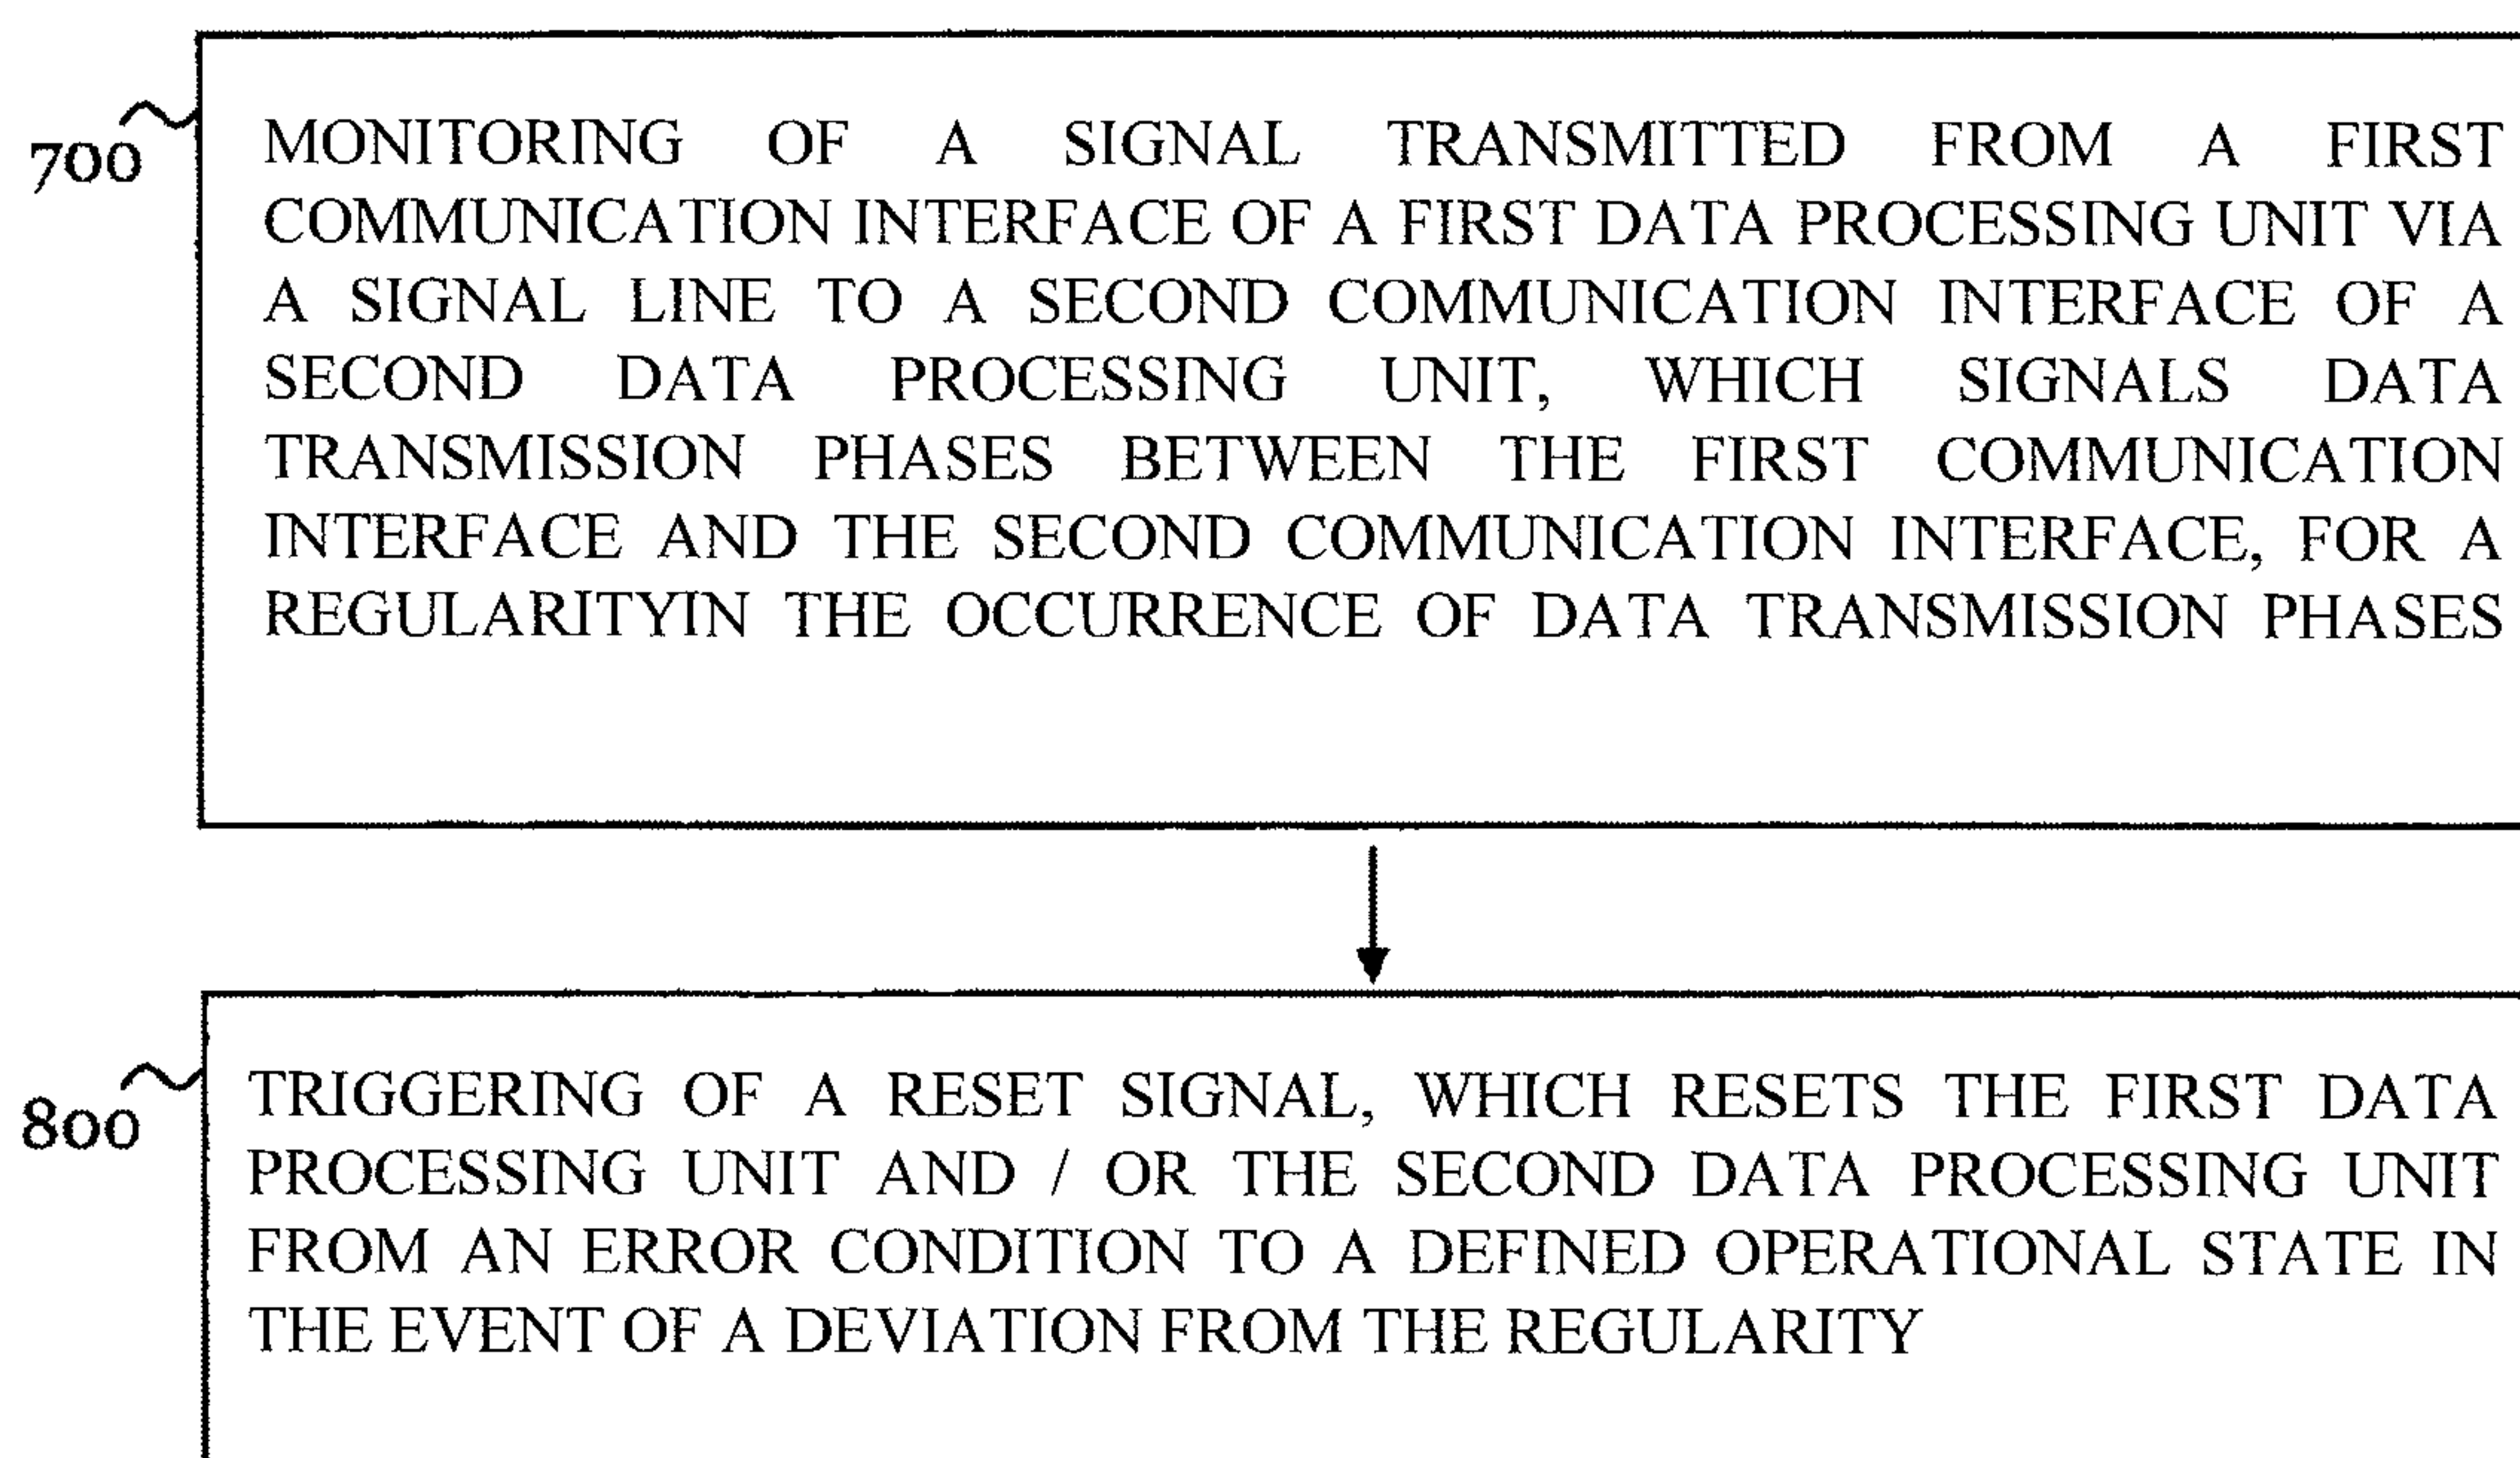 700
MONITORING OF A SIGNAL TRANSMITTED FROM A FIRST
COMMUNICATION INTERFACE OF A FIRST DATA PROCESSING UNIT VIA
A SIGNAL LINE TO A SECOND COMMUNICATION INTERFACE OF A
SECOND DATA PROCESSING UNIT, WHICH SIGNALS DATA
TRANSMISSION PHASES BETWEEN THE FIRST COMMUNICATION
INTERFACE AND THE SECOND COMMUNICATION INTERFACE, FOR A
REGULARITYIN THE OCCURRENCE OF DATA TRANSMISSION PHASES
800
TRIGGERING OF A RESET SIGNAL, WHICH RESETS THE FIRST DATA
PROCESSING UNIT AND / OR THE SECOND DATA PROCESSING UNIT
FROM AN ERROR CONDITION TO A DEFINED OPERATIONAL STATE IN
THE EVENT OF A DEVIATION FROM THE REGULARITY